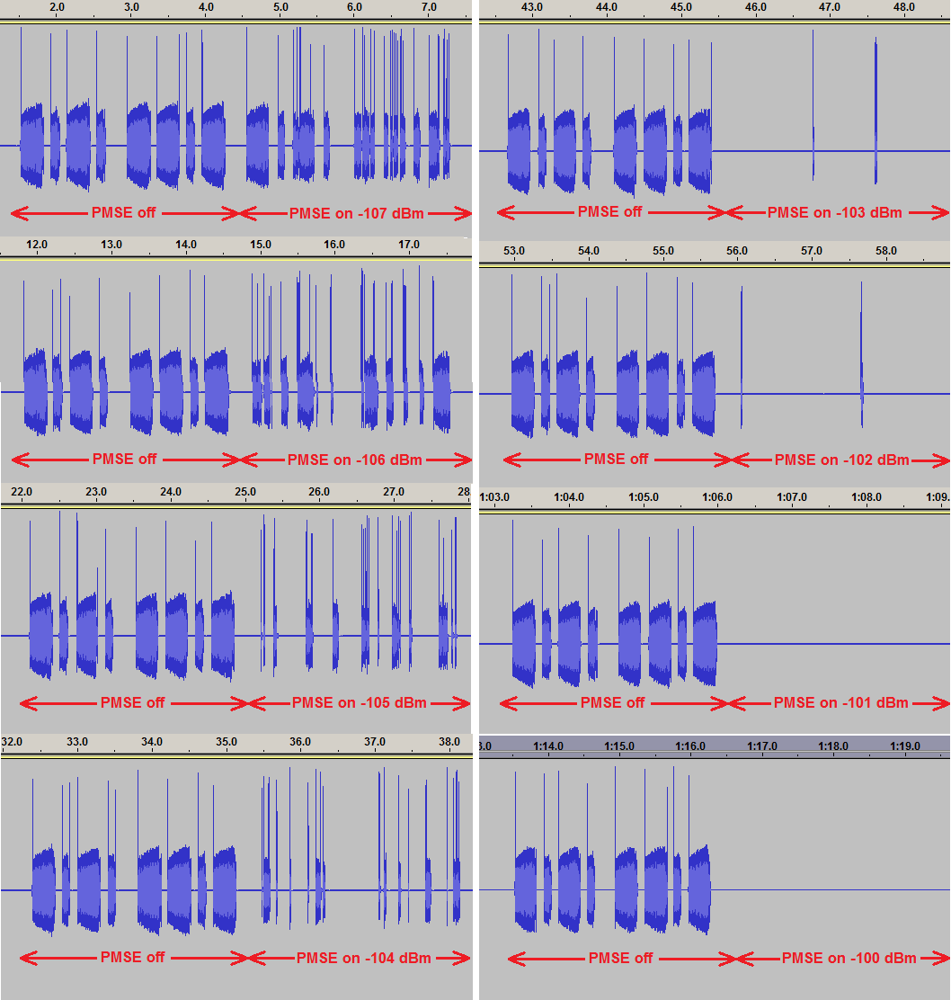 2.0 3.0 4.0 5.0 6.0 7.0
PMSE off PMSE on -107 dBm
12.0 13.0 14.0 15.0 16.0 17.0
PMSE off PMSE on -106 dBm
22.0 23.0 24.0 25.0 26.0 27.0 28
PMSE off PMSE on -105 dBm
32.0 33.0 34.0 35.0 36.0 37.0 38.0
PMSE off PMSE on -104 dBm
43.0 44.0 45.0 46.0 47.0 48.0
PMSE off PMSE on -103 dBm
53.0 54.0 55.0 56.0 57.0 58.0
PMSE off PMSE on -102 dBm
1:03.0 1:04.0 1:05.0 1:06.0 1:07.0 1:08.0 1:09.
PMSE off PMSE on -101 dBm
3.0 1:14.0 1:15.0 1:16.0 1:17.0 1:18.0 1:19.0
PMSE off PMSE on -100 dBm